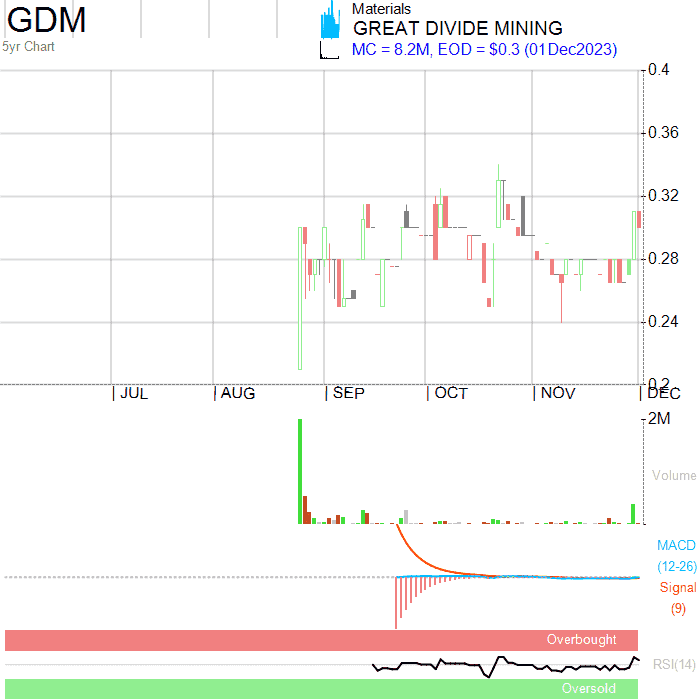 GDM
5yr Chart
Materials
GREAT DIVIDE MINING
MC = 8.2M, EOD = $0.3 (01Dec2023)
0.4
0.36
0.32
0.28
0.24
0.2
| JUL | AUG | SEP | OCT | NOV | DEC
2M
Volume
MACD
(12-26)
Signal
(9)
Overbought
RSI(14)
Oversold